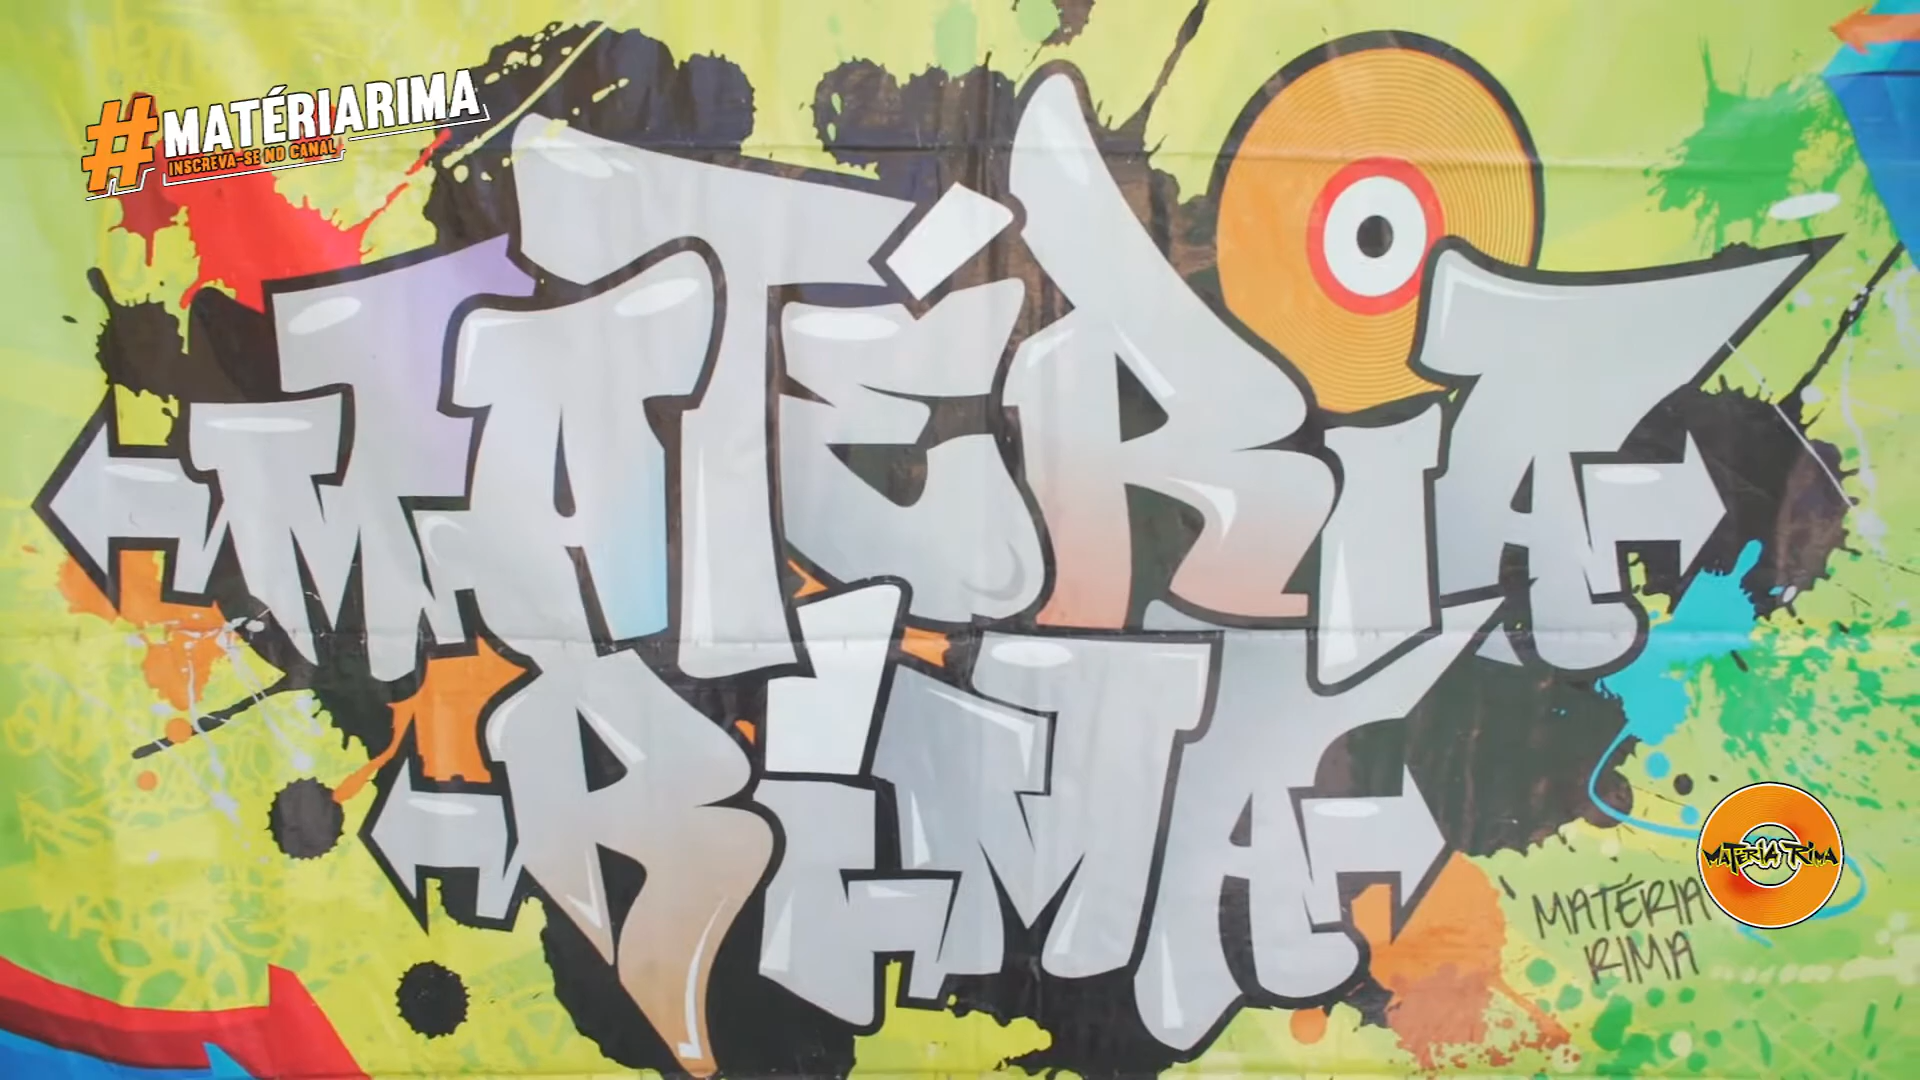 #MATÉRIARIMA
INSCREVA-SE NO CANAL
MATÉRIA
RIMA
MATÉRIA RIMA
MATÉRIA
RIMA